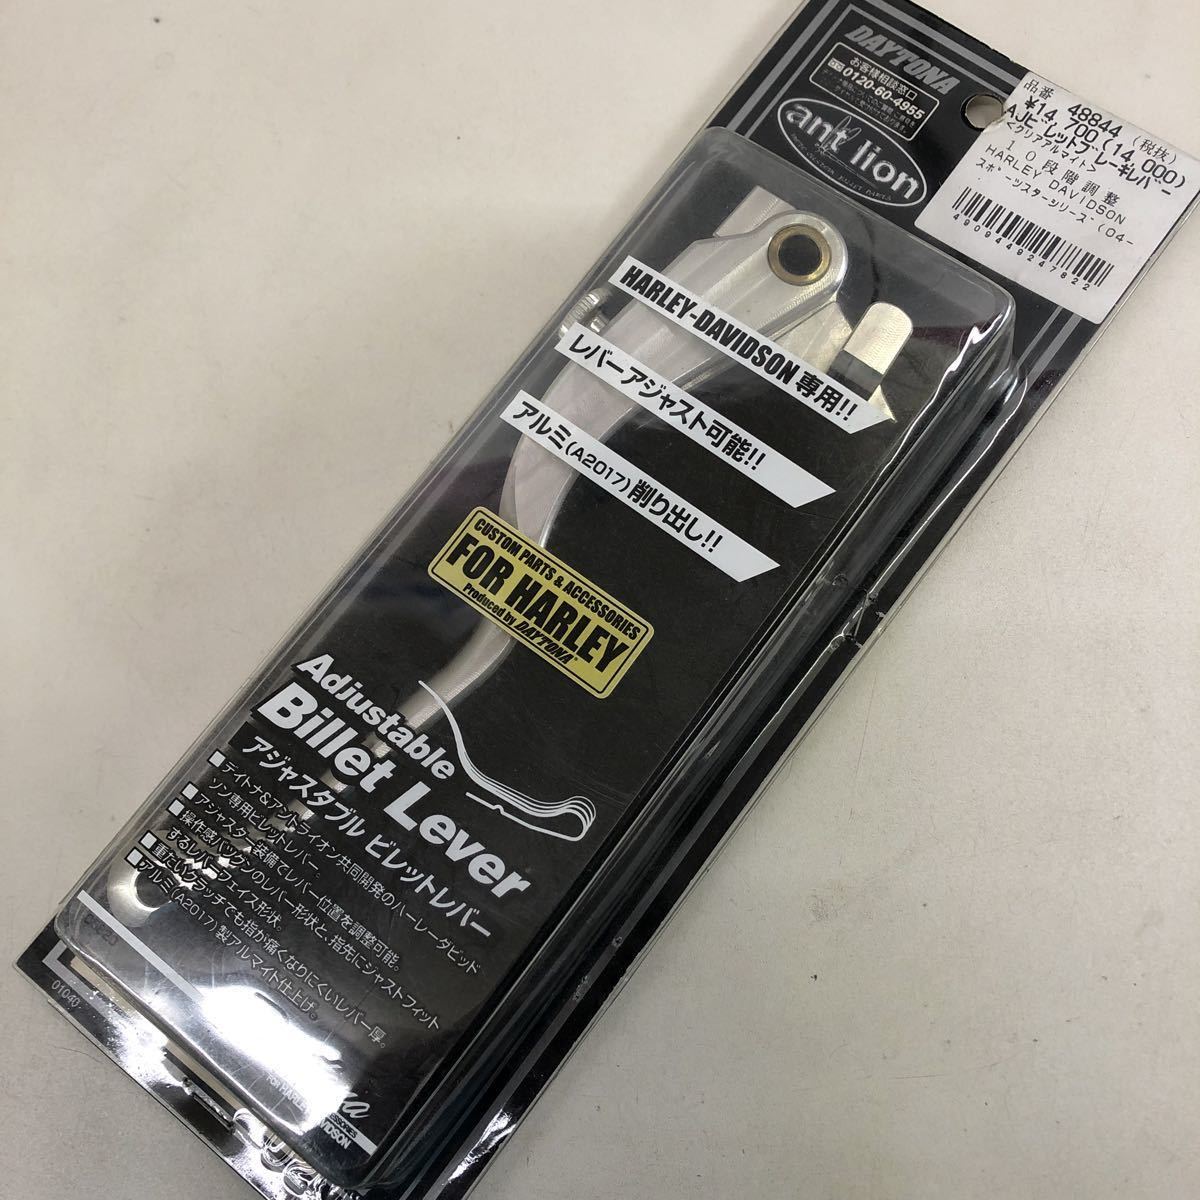 DAYTONA
お客様相談窓口
0120-60-4955
ant lion
品番 48844 (税抜)
¥14,700(14,000)
AJビレットブレーキレバー
<クリアアルマイト>
10段階調整
HARLEY DAVIDSON
スポーツスターシリーズ(04-
4909449247822
HARLEY-DAVIDSON 専用!!
レバーアジャスト可能!!
アルミ(A2017)削り出し!!
CUSTOM PARTS & ACCESSORIES
FOR HARLEY
Produced by DAYTONA
Adjustable
Billet Lever
アジャスタブル ビレットレバー
■デイトナ&アントライオン共同開発のハーレーダビッド
ソン専用ビレットレバー。
■アジャスター装備でレバー位置を調整可能。
■操作感バツグンのレバー形状と、指先にジャストフィット
するレバーフェイス形状。
■重たいクラッチでも指が痛くなりにくいレバー厚。
■アルミ(A2017)製アルマイト仕上げ。
01040